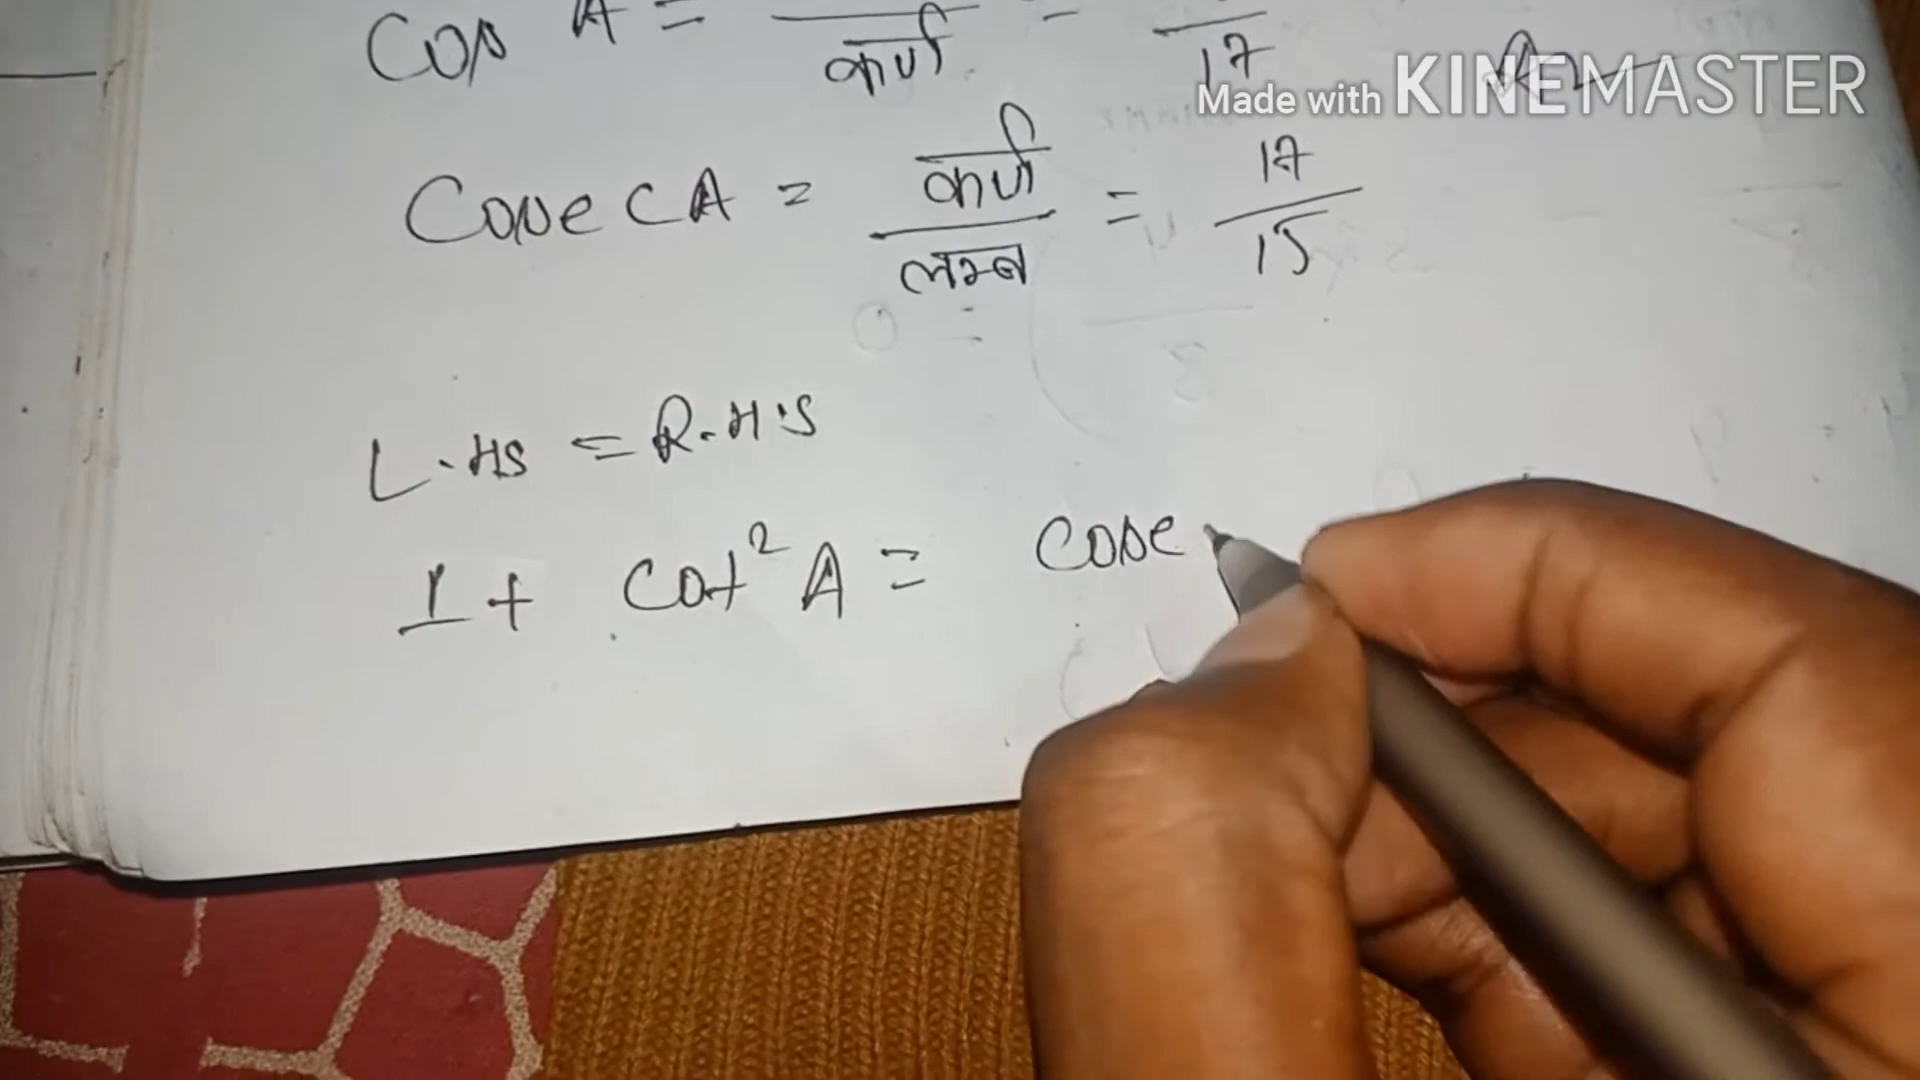 Cos A = ─── = ───
कर्ण 17
Made with KINEMASTER
Cosec A = कर्ण/लम्ब = 17/15
L.HS = R.H.S
1 + Cot² A = Cose